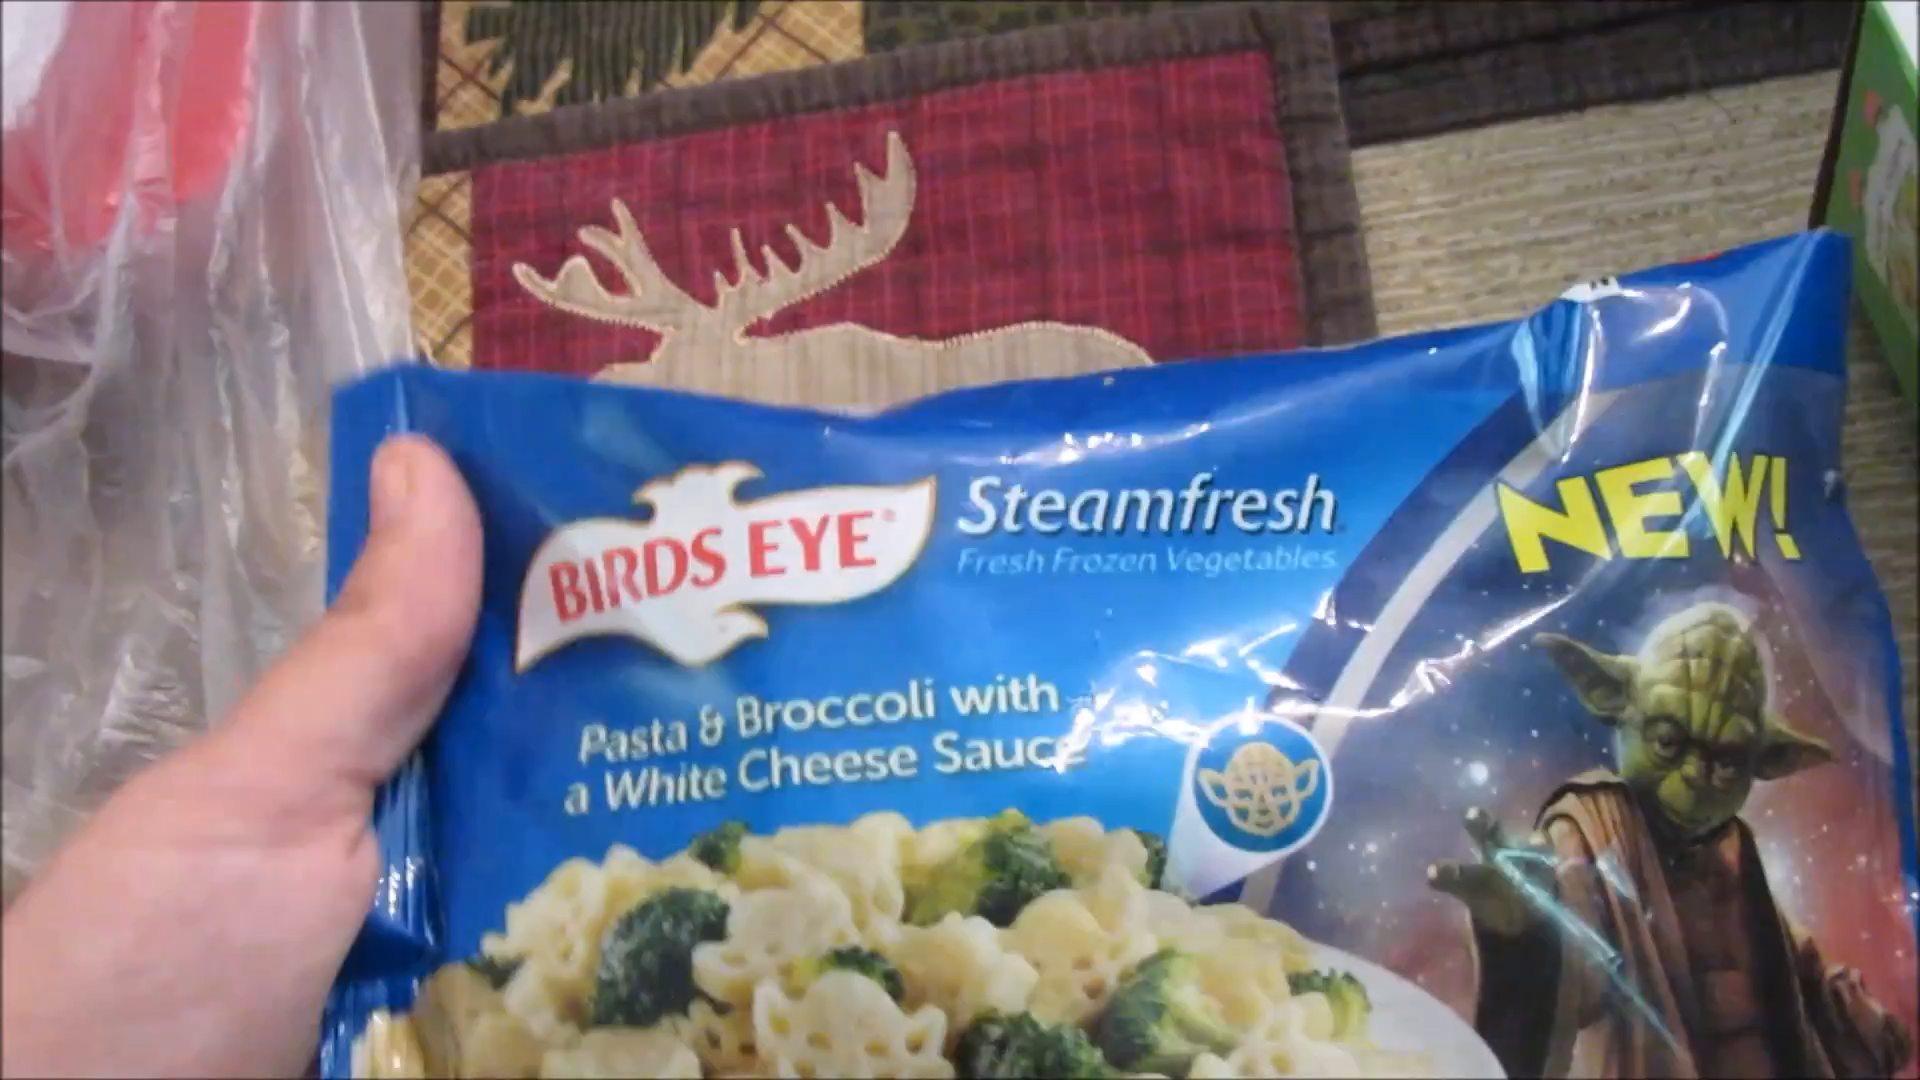 BIRDS EYE®
Steamfresh
Fresh Frozen Vegetables
NEW!
Pasta & Broccoli with
a White Cheese Sauce